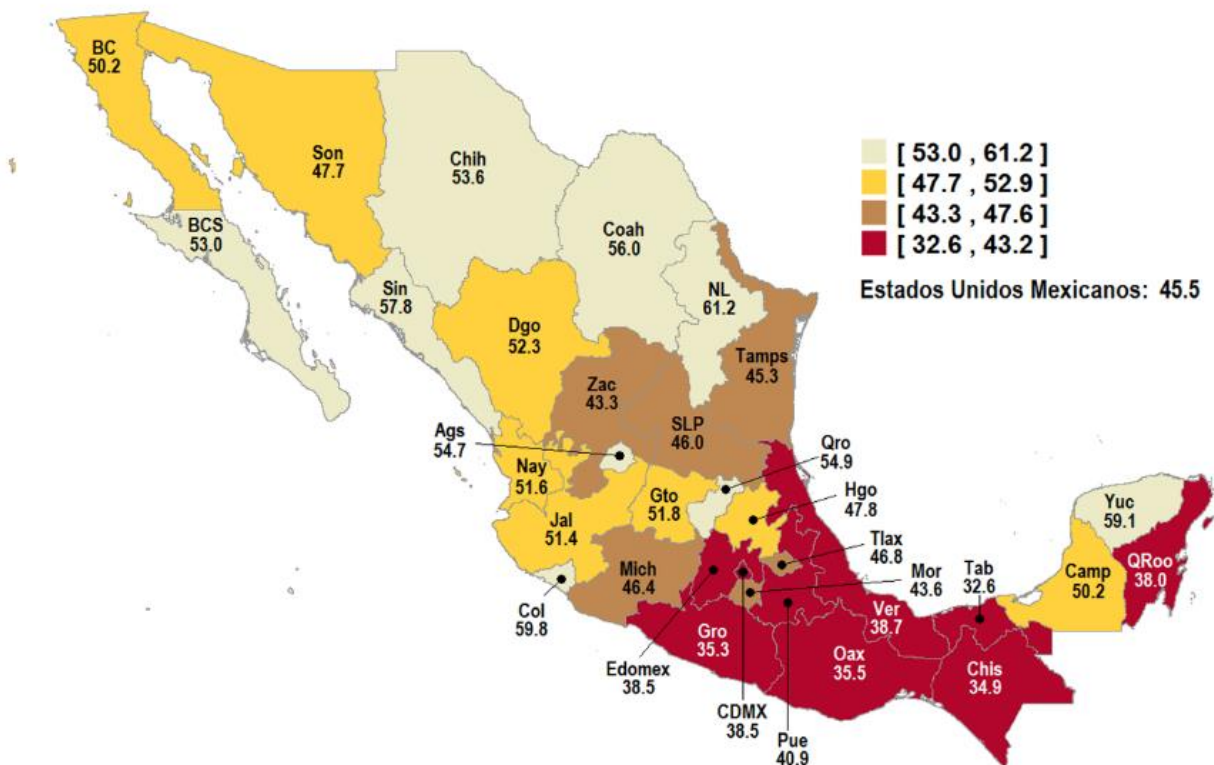 BC
50.2
Son
47.7
Chih
53.6
BCS
53.0
Coah
56.0
Sin
57.8
NL
61.2
Dgo
52.3
Tamps
45.3
Zac
43.3
SLP
46.0
Ags
54.7
Nay
51.6
Jal
51.4
Gto
51.8
Qro
54.9
Hgo
47.8
Tlax
46.8
Mor
43.6
Tab
32.6
Mich
46.4
Col
59.8
Edomex
38.5
Gro
35.3
CDMX
38.5
Pue
40.9
Oax
35.5
Ver
38.7
Chis
34.9
Camp
50.2
Yuc
59.1
QRoo
38.0
[ 53.0 , 61.2 ]
[ 47.7 , 52.9 ]
[ 43.3 , 47.6 ]
[ 32.6 , 43.2 ]
Estados Unidos Mexicanos: 45.5